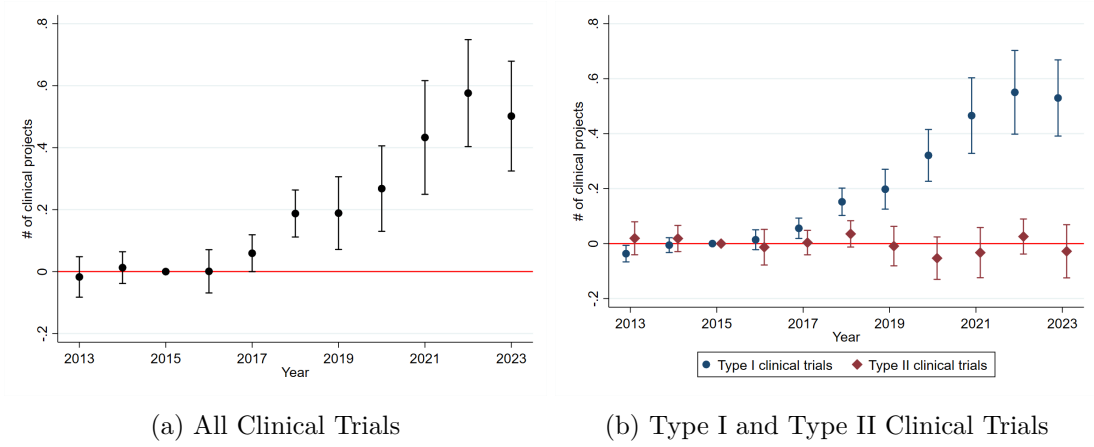 .8
.6
.4
.2
0
-.2
# of clinical projects
2013 2015 2017 2019 2021 2023
Year
(a) All Clinical Trials
.8
.6
.4
.2
0
-.2
# of clinical projects
2013 2015 2017 2019 2021 2023
Year
Type I clinical trials Type II clinical trials
(b) Type I and Type II Clinical Trials